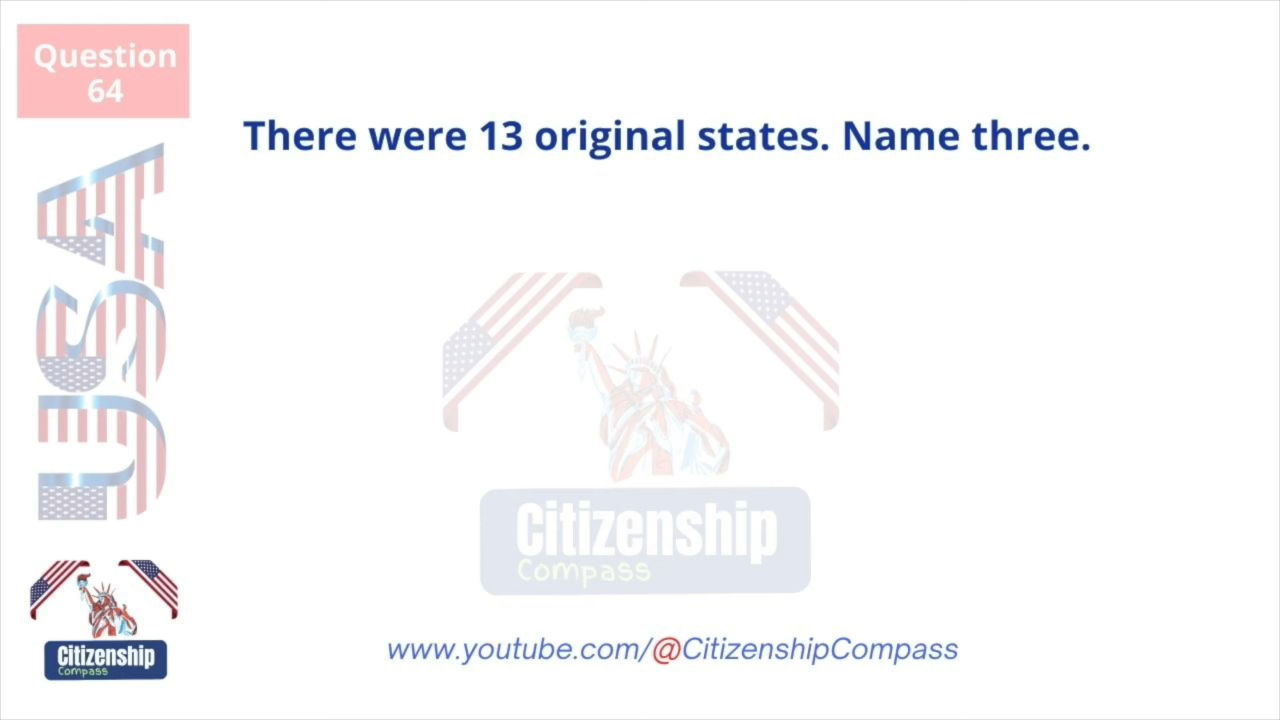 Question
64
There were 13 original states. Name three.
Citizenship
Compass
www.youtube.com/@CitizenshipCompass
USA
Citizenship
Compass